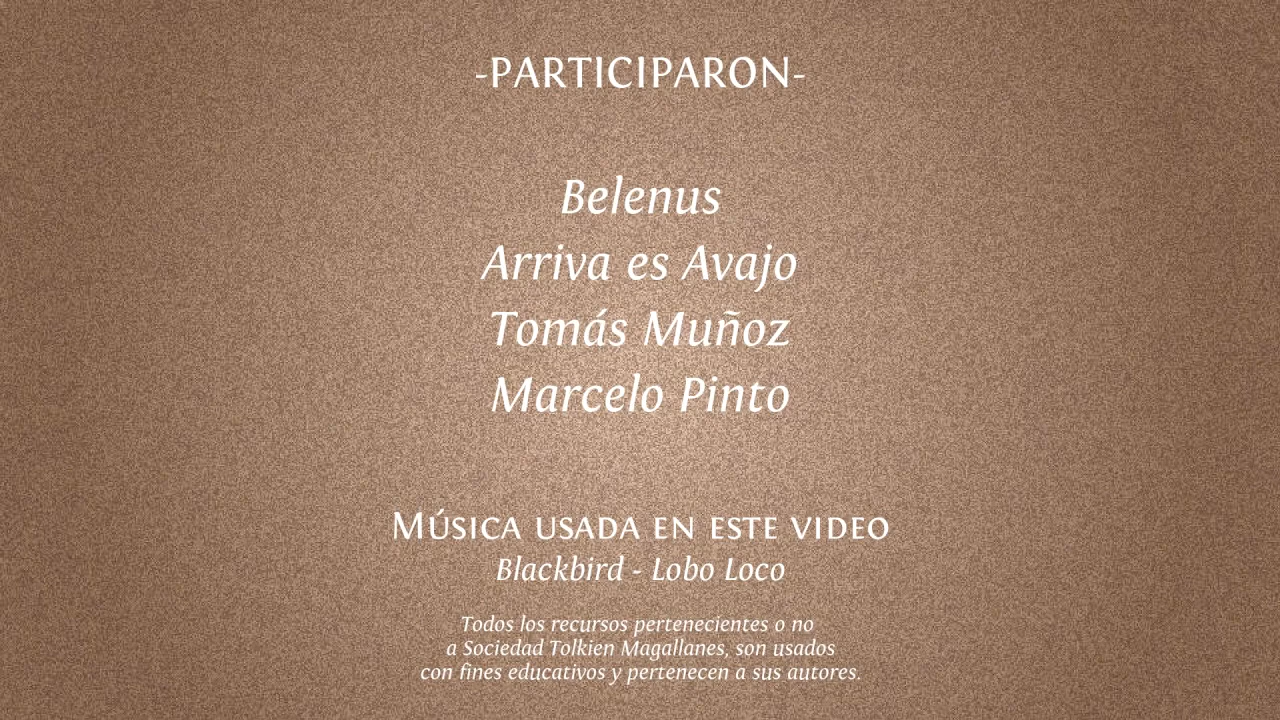 -PARTICIPARON-
Belenus
Arriva es Avajo
Tomás Muñoz
Marcelo Pinto
Música usada en este video
Blackbird - Lobo Loco
Todos los recursos pertenecientes o no
a Sociedad Tolkien Magallanes, son usados
con fines educativos y pertenecen a sus autores.